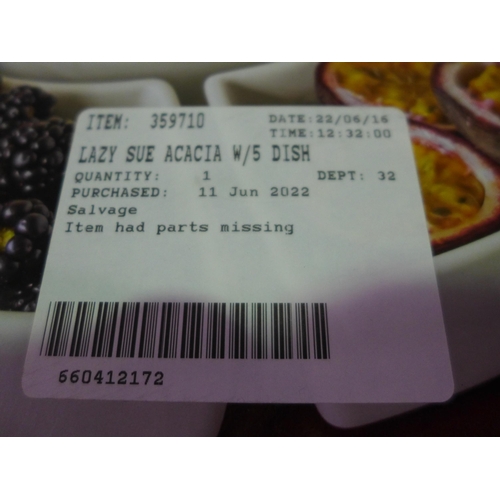 ITEM: 359710 DATE:22/06/16
TIME:12:32:00
LAZY SUE ACACIA W/5 DISH
QUANTITY: 1 DEPT: 32
PURCHASED: 11 Jun 2022
Salvage
Item had parts missing
660412172